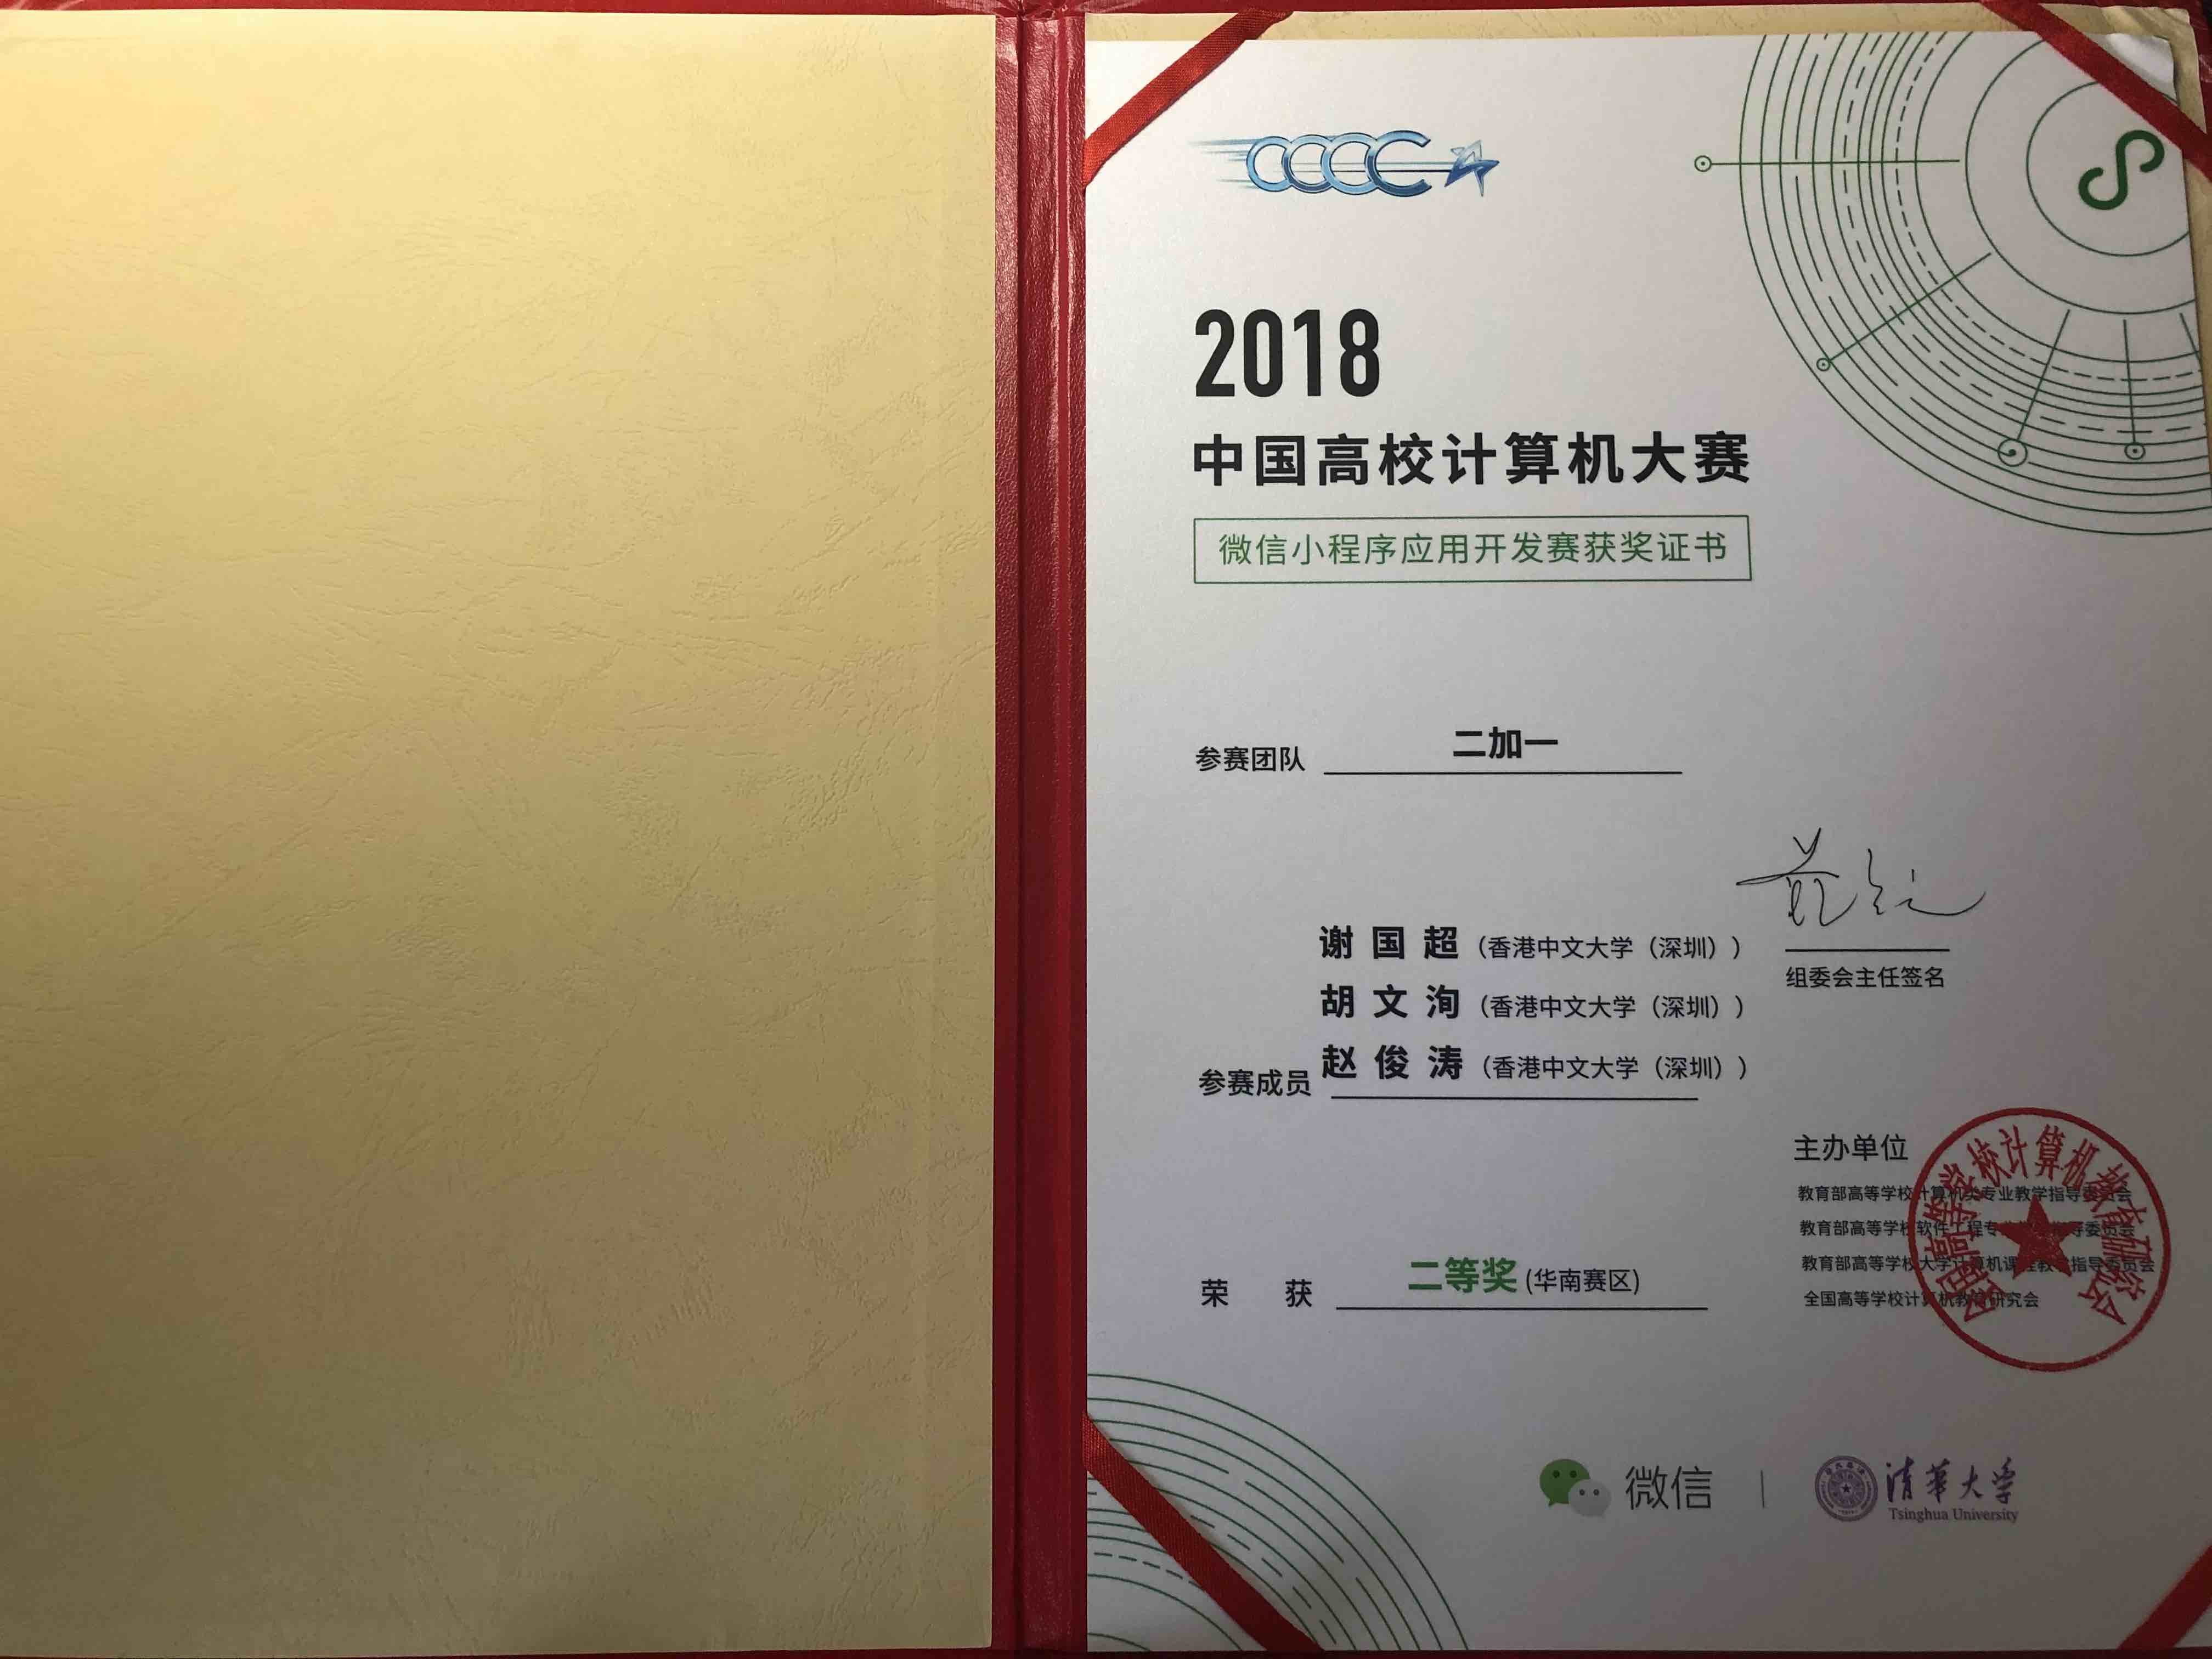 CCCC
2018
中国高校计算机大赛
微信小程序应用开发赛获奖证书
参赛团队 二加一
谢国超(香港中文大学(深圳))
胡文洵(香港中文大学(深圳))
参赛成员 赵俊涛(香港中文大学(深圳))
组委会主任签名
主办单位
教育部高等学校计算机类专业教学指导委员会
教育部高等学校软件工程专业教学指导委员会
教育部高等学校大学计算机课程教学指导委员会
全国高等学校计算机教育研究会
全国高等学校计算机教育研究会
荣获 二等奖(华南赛区)
微信
清華大学
Tsinghua University